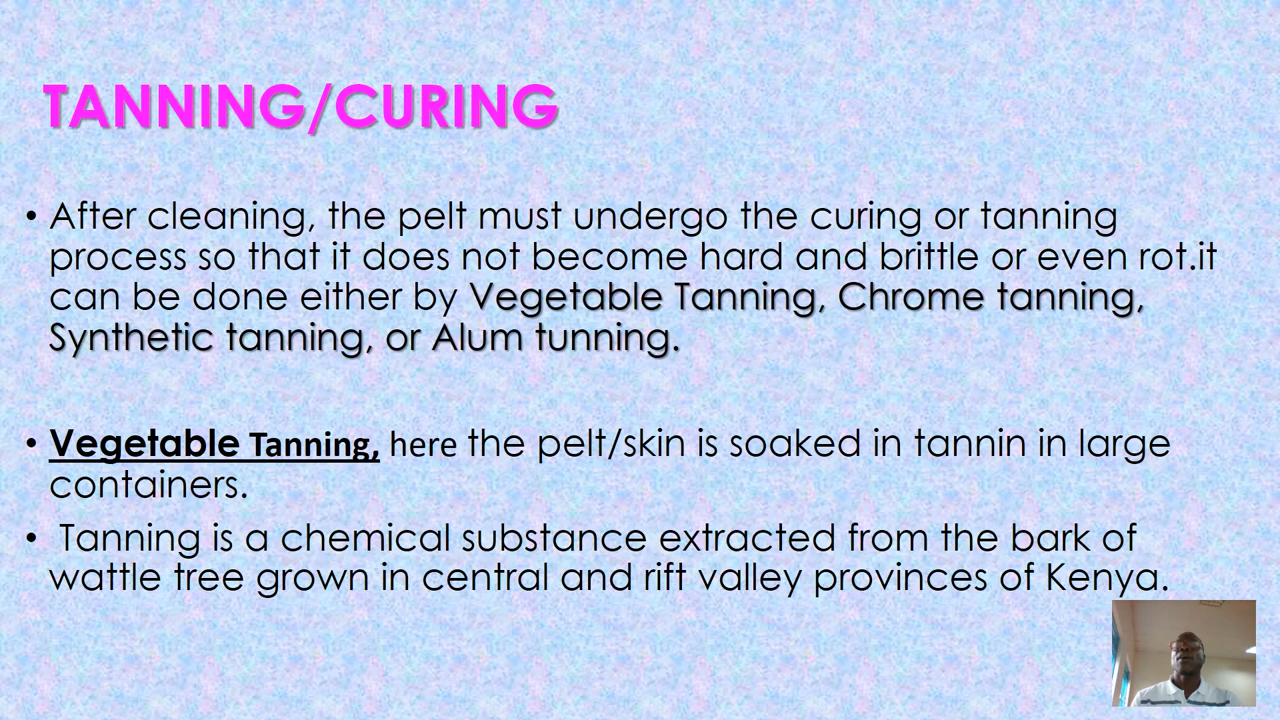 TANNING/CURING
• After cleaning, the pelt must undergo the curing or tanning
process so that it does not become hard and brittle or even rot.it
can be done either by Vegetable Tanning, Chrome tanning,
Synthetic tanning, or Alum tunning.
• Vegetable Tanning, here the pelt/skin is soaked in tannin in large
containers.
• Tanning is a chemical substance extracted from the bark of
wattle tree grown in central and rift valley provinces of Kenya.